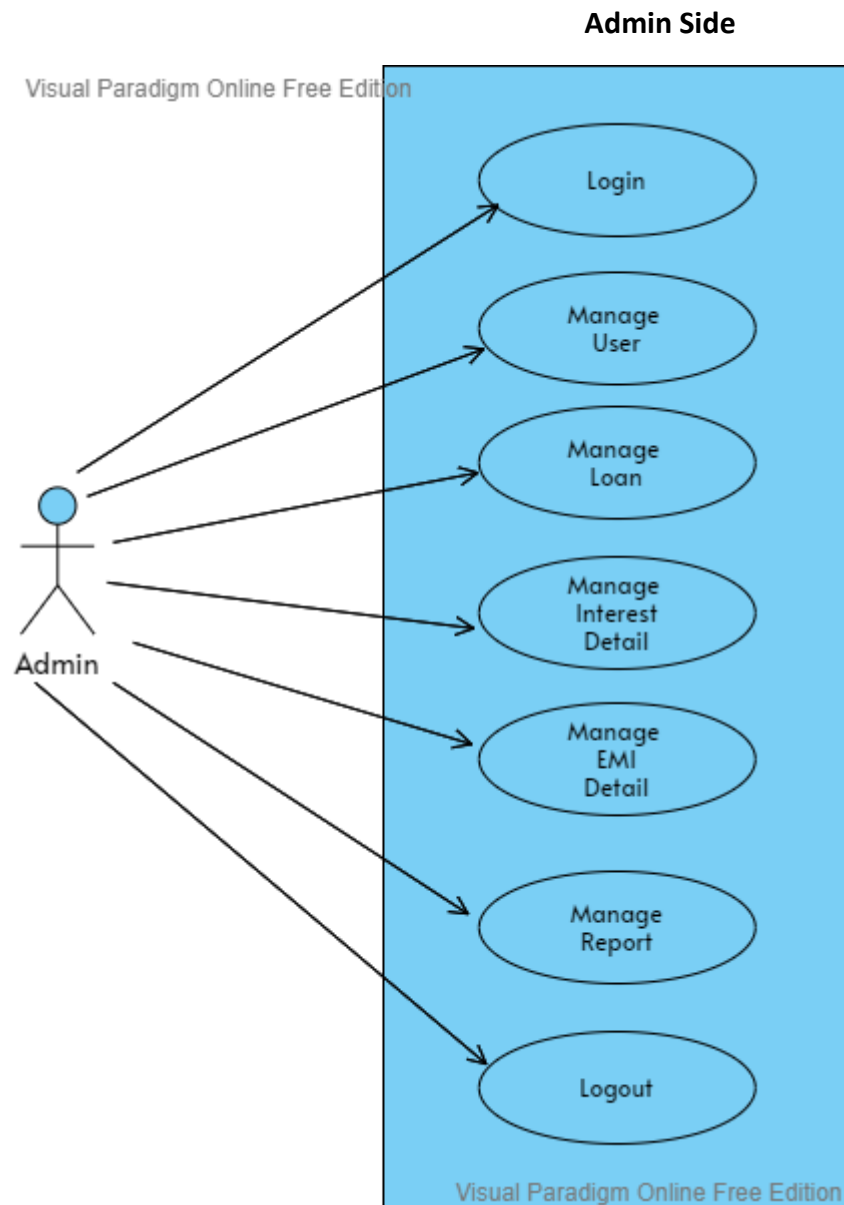 Admin Side
Visual Paradigm Online Free Edition
Login
Manage
User
Manage
Loan
Manage
Interest
Detail
Admin
Manage
EMI
Detail
Manage
Report
Logout
Visual Paradigm Online Free Edition